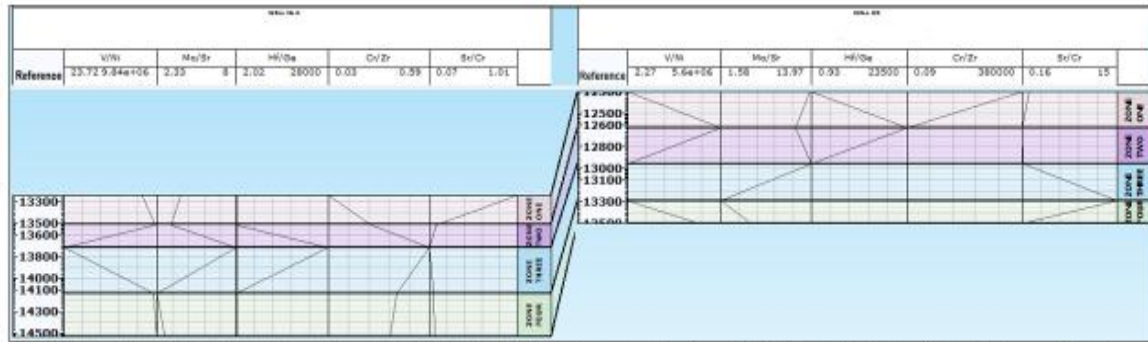 V/Ni Mo/Sr Hf/Ga Cr/Zr Sr/Cr
Reference 23.72 9.84e+06 2.33 8 2.02 28000 0.03 0.59 0.07 1.01
13300
13500
13600
13800
14000
14100
14300
14500
ZONE ONE
ZONE TWO
ZONE THREE
ZONE FOUR
V/Ni Mo/Sr Hf/Ga Cr/Zr Sr/Cr
Reference 2.27 5.6e+06 1.58 13.97 0.93 23500 0.09 380000 0.16 15
12300
12500
12600
12800
13000
13100
13300
13500
ZONE ONE
ZONE TWO
ZONE THREE
ZONE FOUR